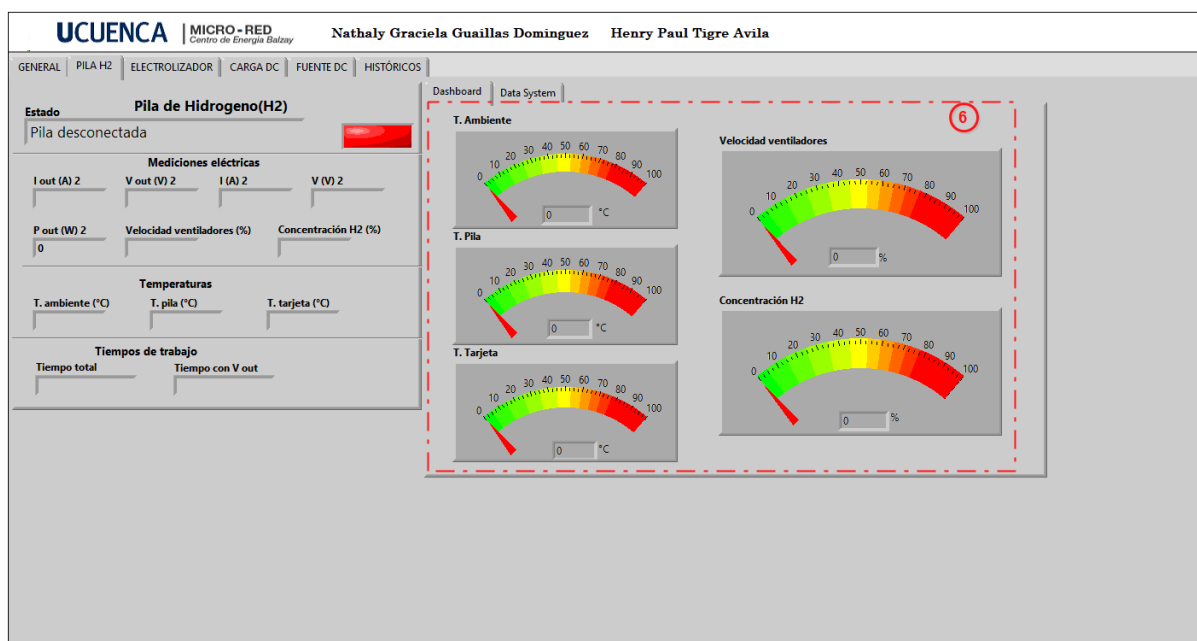 UCUENCA
MICRO-RED
Centro de Energía Balzay
Nathaly Graciela Guaillas Dominguez Henry Paul Tigre Avila
GENERAL PILA H2 ELECTROLIZADOR CARGA DC FUENTE DC HISTÓRICOS
Pila de Hidrogeno(H2)
Estado
Pila desconectada
Mediciones eléctricas
I out (A) 2 V out (V) 2 I (A) 2 V (V) 2
P out (W) 2 Velocidad ventiladores (%) Concentración H2 (%)
0
Temperaturas
T. ambiente (°C) T. pila (°C) T. tarjeta (°C)
Tiempos de trabajo
Tiempo total Tiempo con V out
Dashboard Data System
6
T. Ambiente
0 10 20 30 40 50 60 70 80 90 100
0 °C
T. Pila
0 10 20 30 40 50 60 70 80 90 100
0 °C
T. Tarjeta
0 10 20 30 40 50 60 70 80 90 100
0 °C
Velocidad ventiladores
0 10 20 30 40 50 60 70 80 90 100
0 %
Concentración H2
0 10 20 30 40 50 60 70 80 90 100
0 %